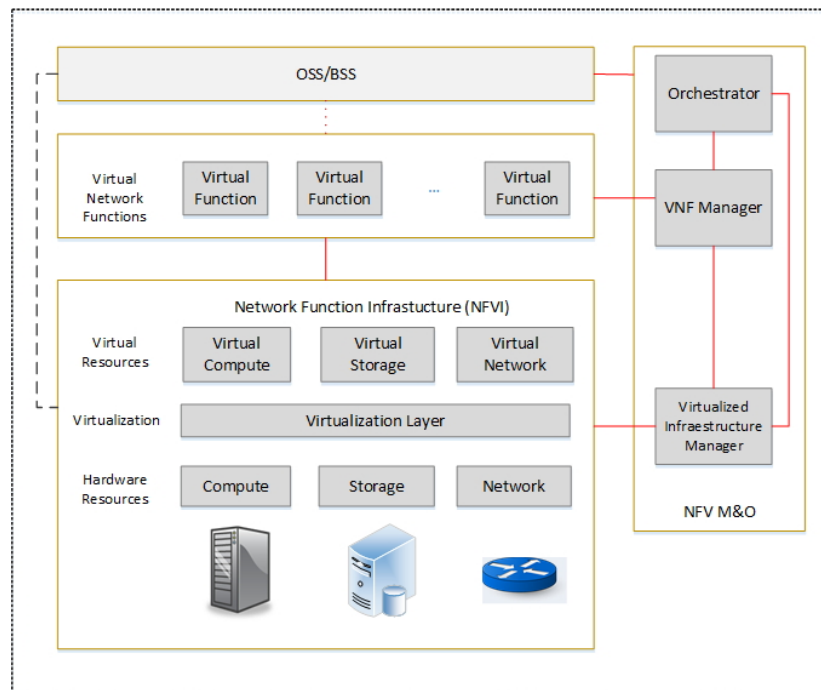 OSS/BSS
Orchestrator
Virtual
Network
Functions
Virtual
Function
Virtual
Function
...
Virtual
Function
VNF Manager
Network Function Infrastucture (NFVI)
Virtual
Resources
Virtual
Compute
Virtual
Storage
Virtual
Network
Virtualization
Virtualization Layer
Virtualized
Infraestructure
Manager
Hardware
Resources
Compute
Storage
Network
NFV M&O